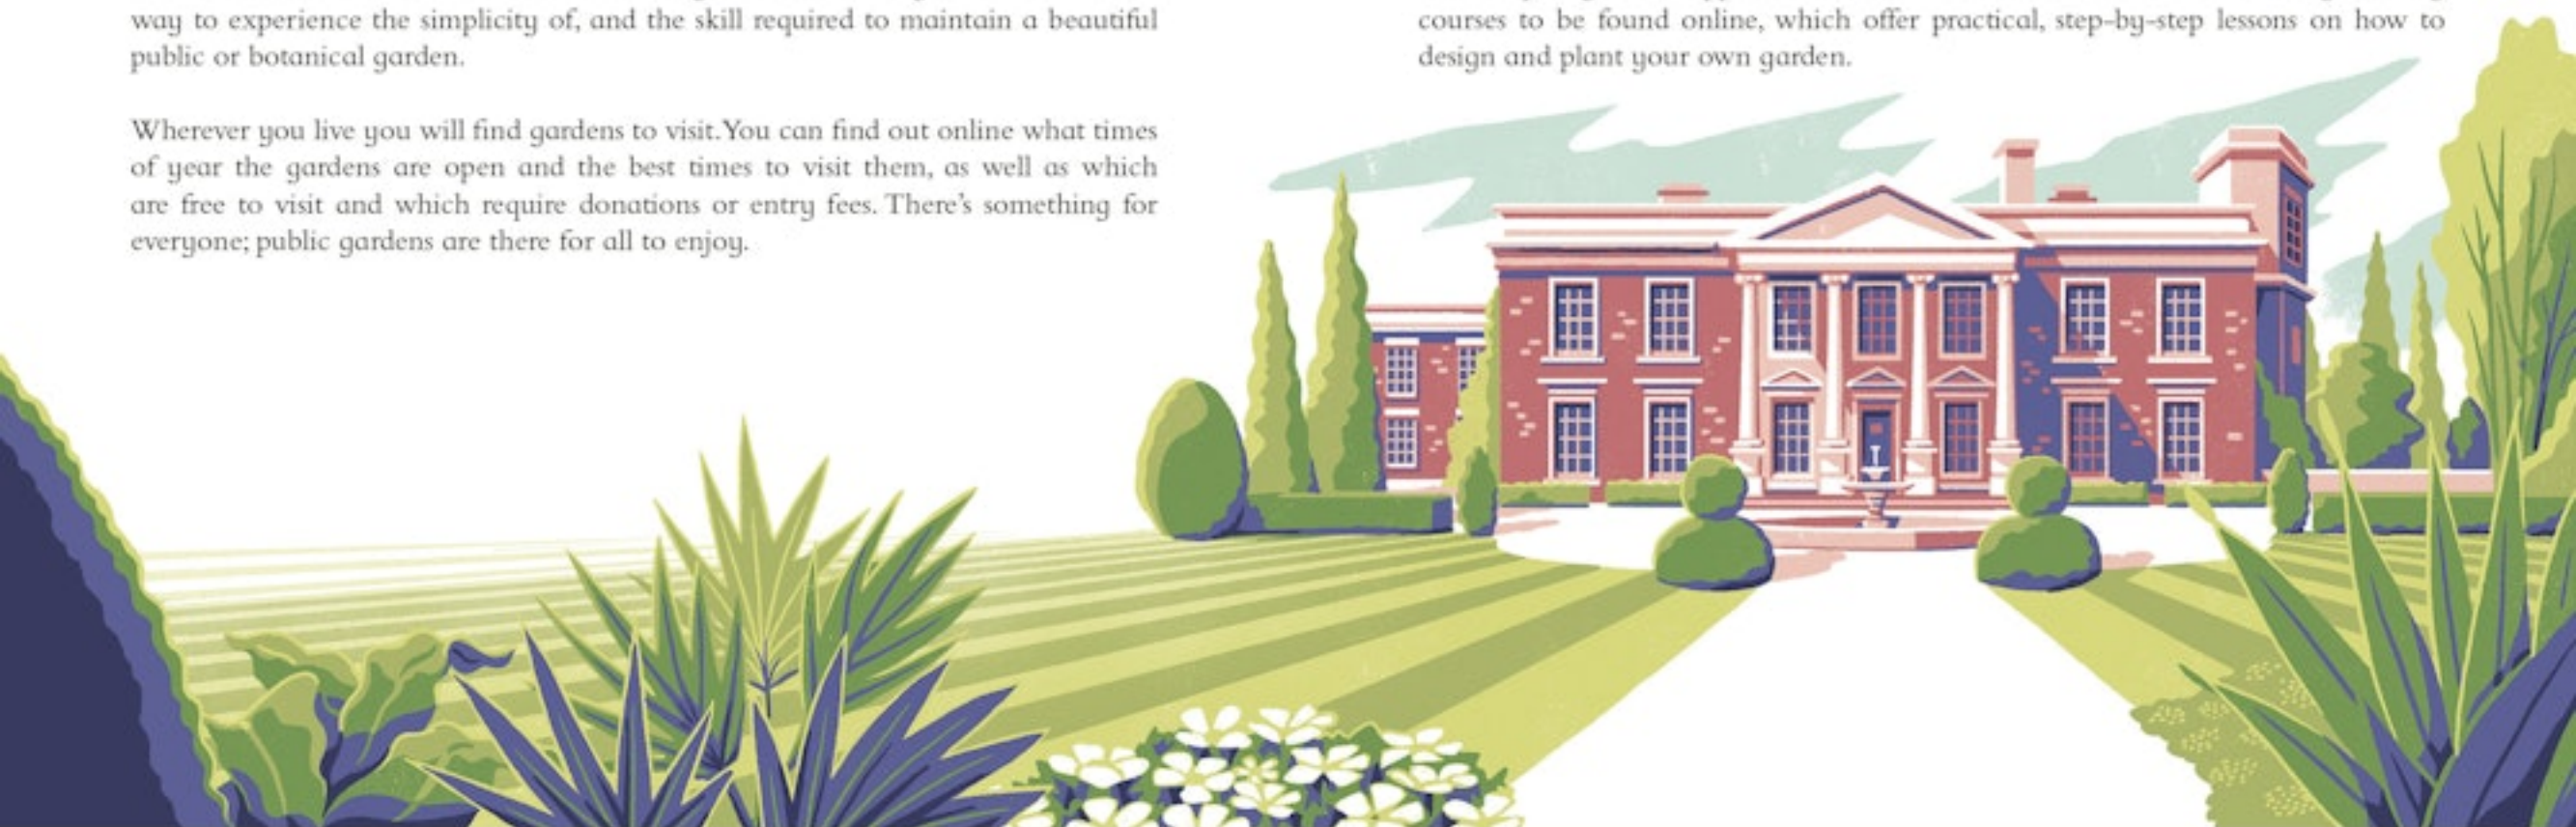 way to experience the simplicity of, and the skill required to maintain a beautiful
public or botanical garden.
Wherever you live you will find gardens to visit. You can find out online what times
of year the gardens are open and the best times to visit them, as well as which
are free to visit and which require donations or entry fees. There’s something for
everyone; public gardens are there for all to enjoy.
courses to be found online, which offer practical, step-by-step lessons on how to
design and plant your own garden.